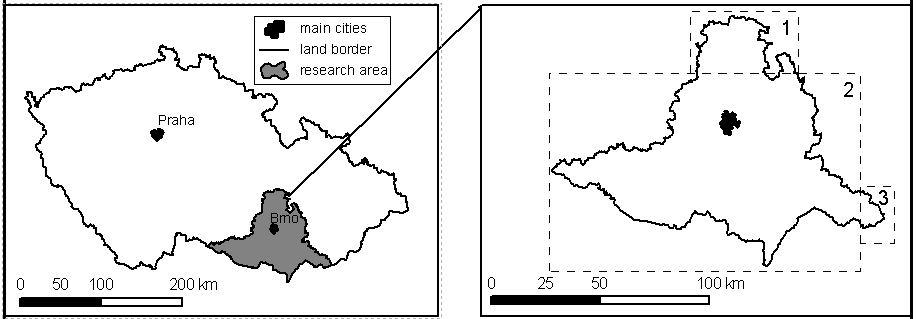 main cities
land border
research area
Praha
Brno
0 50 100 200 km
1
2
3
0 25 50 100 km